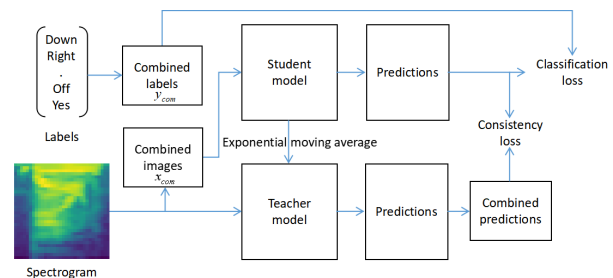 Down
Right
.
Off
Yes
Labels
Combined
labels
y_com
Student
model
Predictions
Classification
loss
Combined
images
x_com
Exponential moving average
Consistency
loss
Teacher
model
Predictions
Combined
predictions
Spectrogram